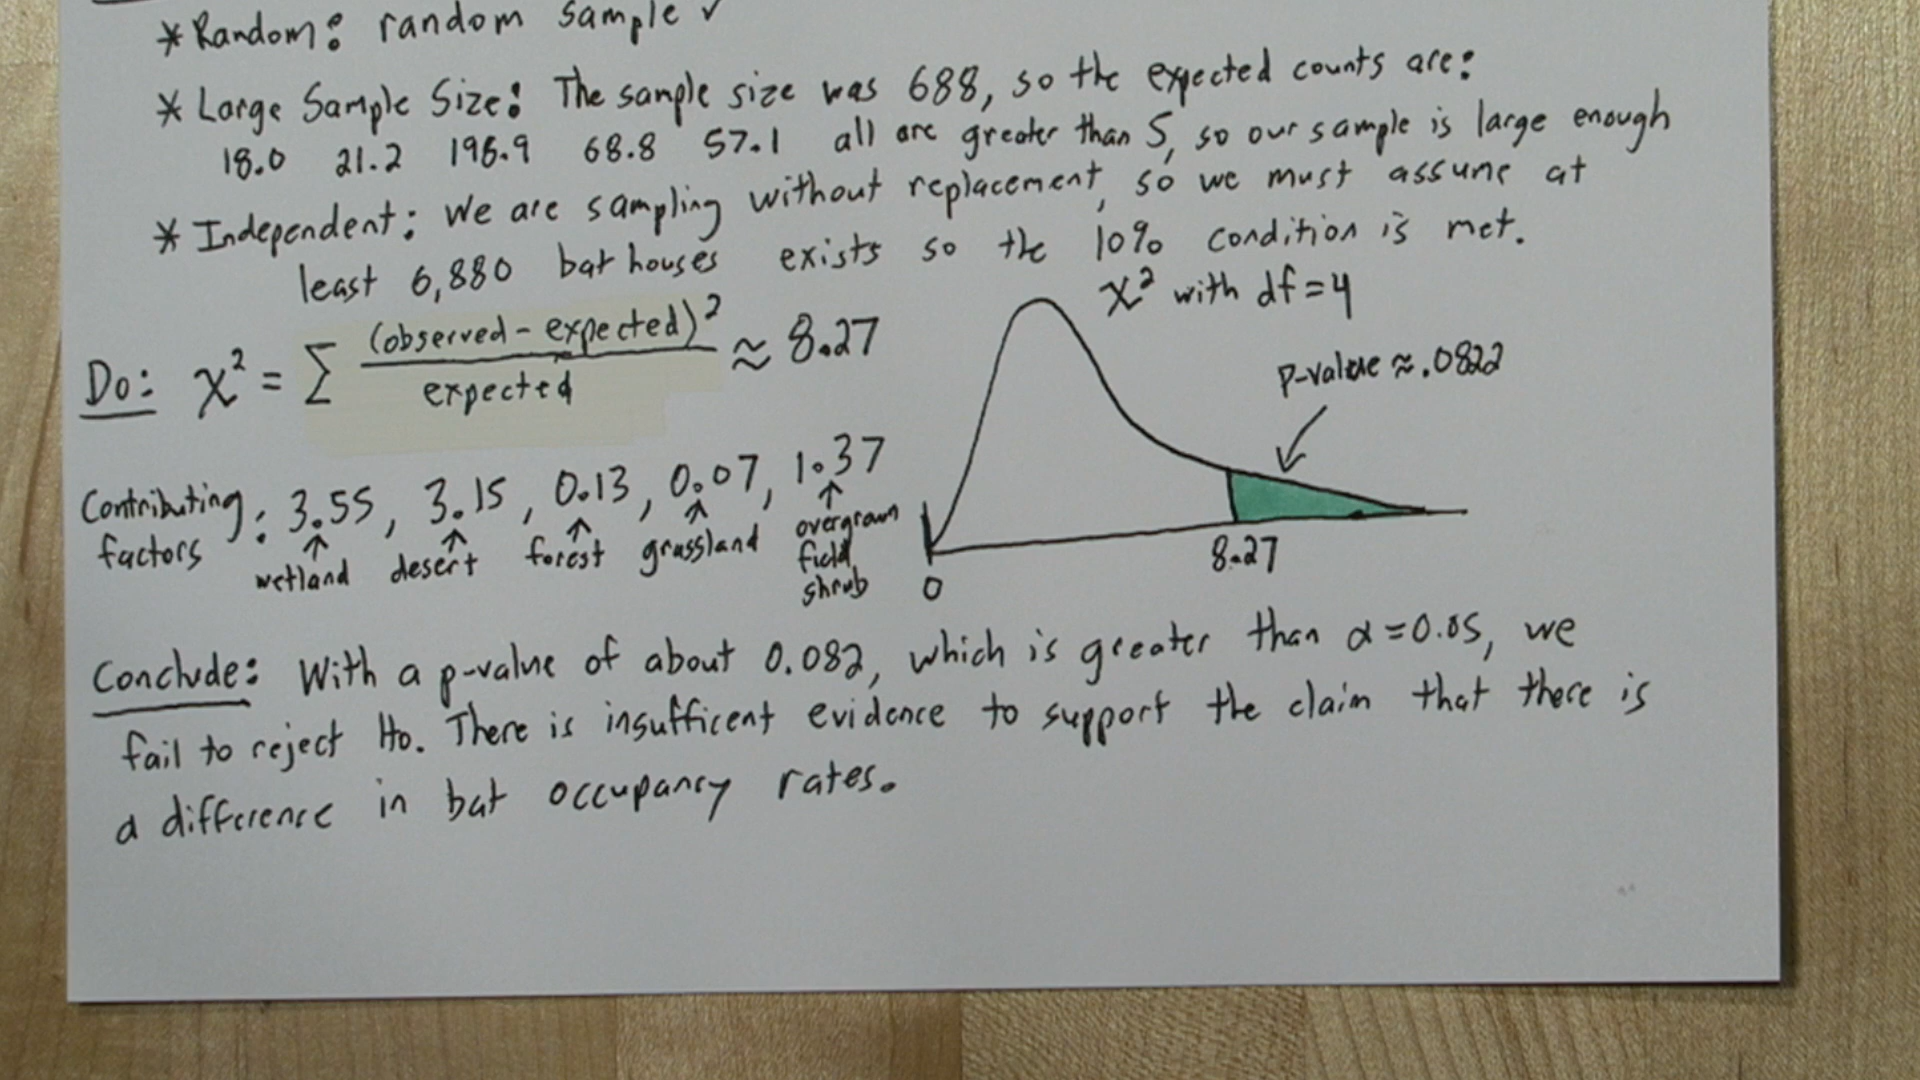 * Random: random sample ✓
* Large Sample Size: The sample size was 688, so the expected counts are:
18.0 21.2 196.9 68.8 57.1 all are greater than 5, so our sample is large enough
* Independent: We are sampling without replacement, so we must assume at
least 6,880 bat houses exists so the 10% condition is met.
Do: χ² = Σ (observed - expected)² / expected ≈ 8.27
χ² with df = 4
p-value ≈ .0822
8.27
0
Contributing factors: 3.55, 3.15, 0.13, 0.07, 1.37
↑ wetland ↑ desert ↑ forest ↑ grassland ↑ overgrown field shrub
Conclude: With a p-value of about 0.082, which is greater than α = 0.05, we
fail to reject Ho. There is insufficent evidence to support the claim that there is
a difference in bat occupancy rates.